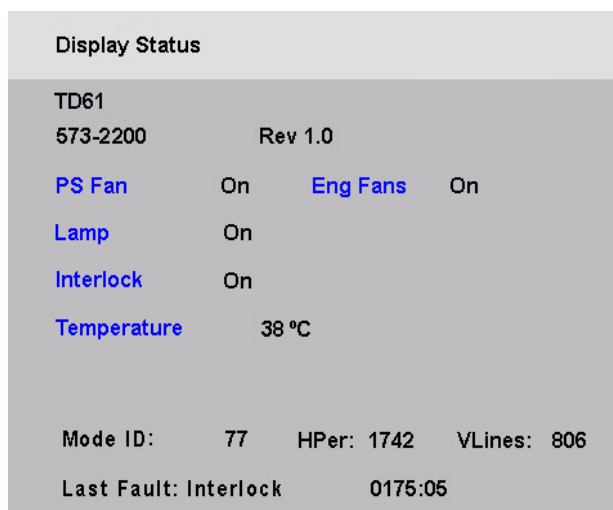 Display Status
TD61
573-2200 Rev 1.0
PS Fan On Eng Fans On
Lamp On
Interlock On
Temperature 38 ºC
Mode ID: 77 HPer: 1742 VLines: 806
Last Fault: Interlock 0175:05